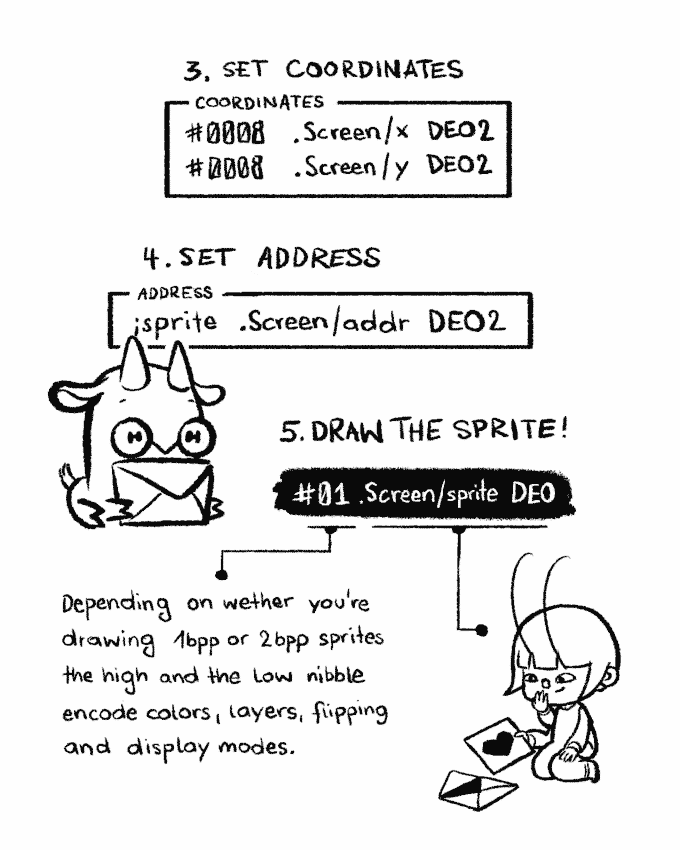 3. SET COORDINATES
COORDINATES
#0008 .Screen/x DEO2
#0008 .Screen/y DEO2
4. SET ADDRESS
ADDRESS
;sprite .Screen/addr DEO2
5. DRAW THE SPRITE!
#01 .Screen/sprite DEO
Depending on wether you're
drawing 1bpp or 2bpp sprites
the high and the low nibble
encode colors, layers, flipping
and display modes.